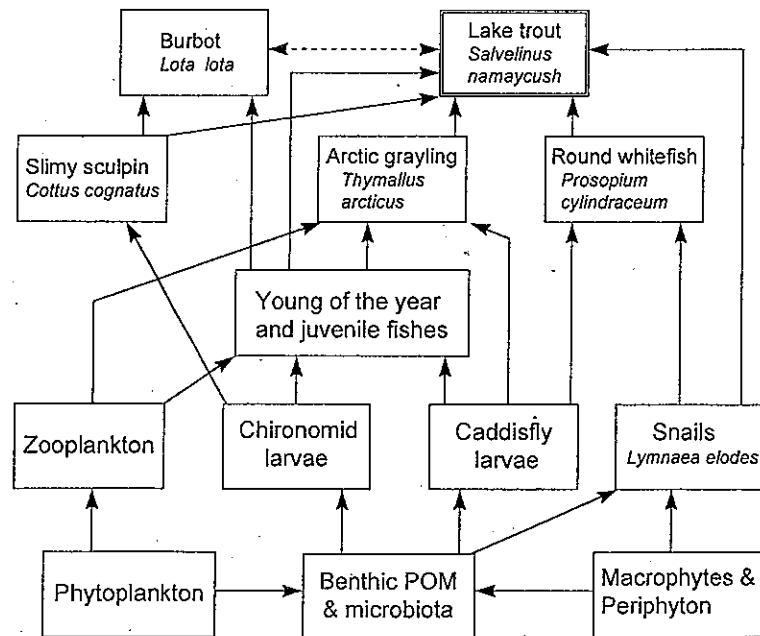 Burbot
Lota lota
Lake trout
Salvelinus
namaycush
Slimy sculpin
Cottus cognatus
Arctic grayling
Thymallus
arcticus
Round whitefish
Prosopium
cylindraceum
Young of the year
and juvenile fishes
Zooplankton
Chironomid
larvae
Caddisfly
larvae
Snails
Lymnaea elodes
Phytoplankton
Benthic POM
& microbiota
Macrophytes &
Periphyton